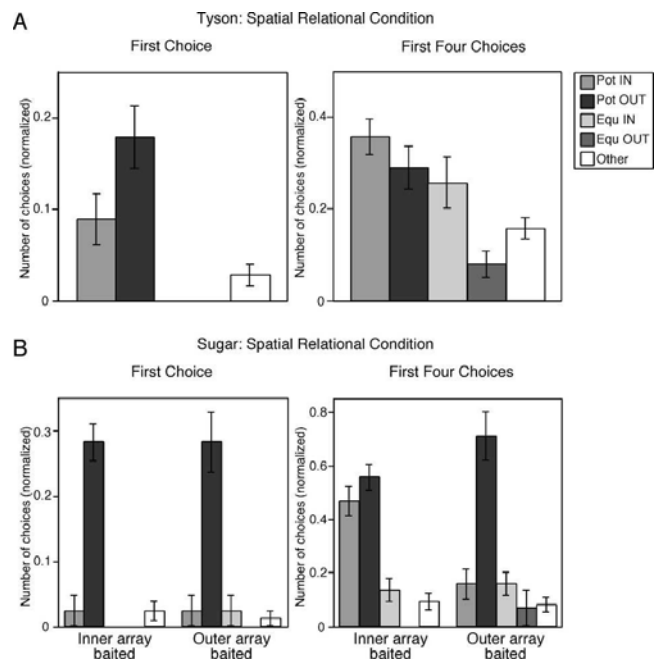 A
Tyson: Spatial Relational Condition
First Choice
First Four Choices
Number of choices (normalized)
0.2
0.1
0
Number of choices (normalized)
0.4
0.2
0
Pot IN
Pot OUT
Equ IN
Equ OUT
Other
B
Sugar: Spatial Relational Condition
First Choice
First Four Choices
Number of choices (normalized)
0.3
0.1
0
Inner array
baited
Outer array
baited
Number of choices (normalized)
0.8
0.6
0.4
0.2
0
Inner array
baited
Outer array
baited